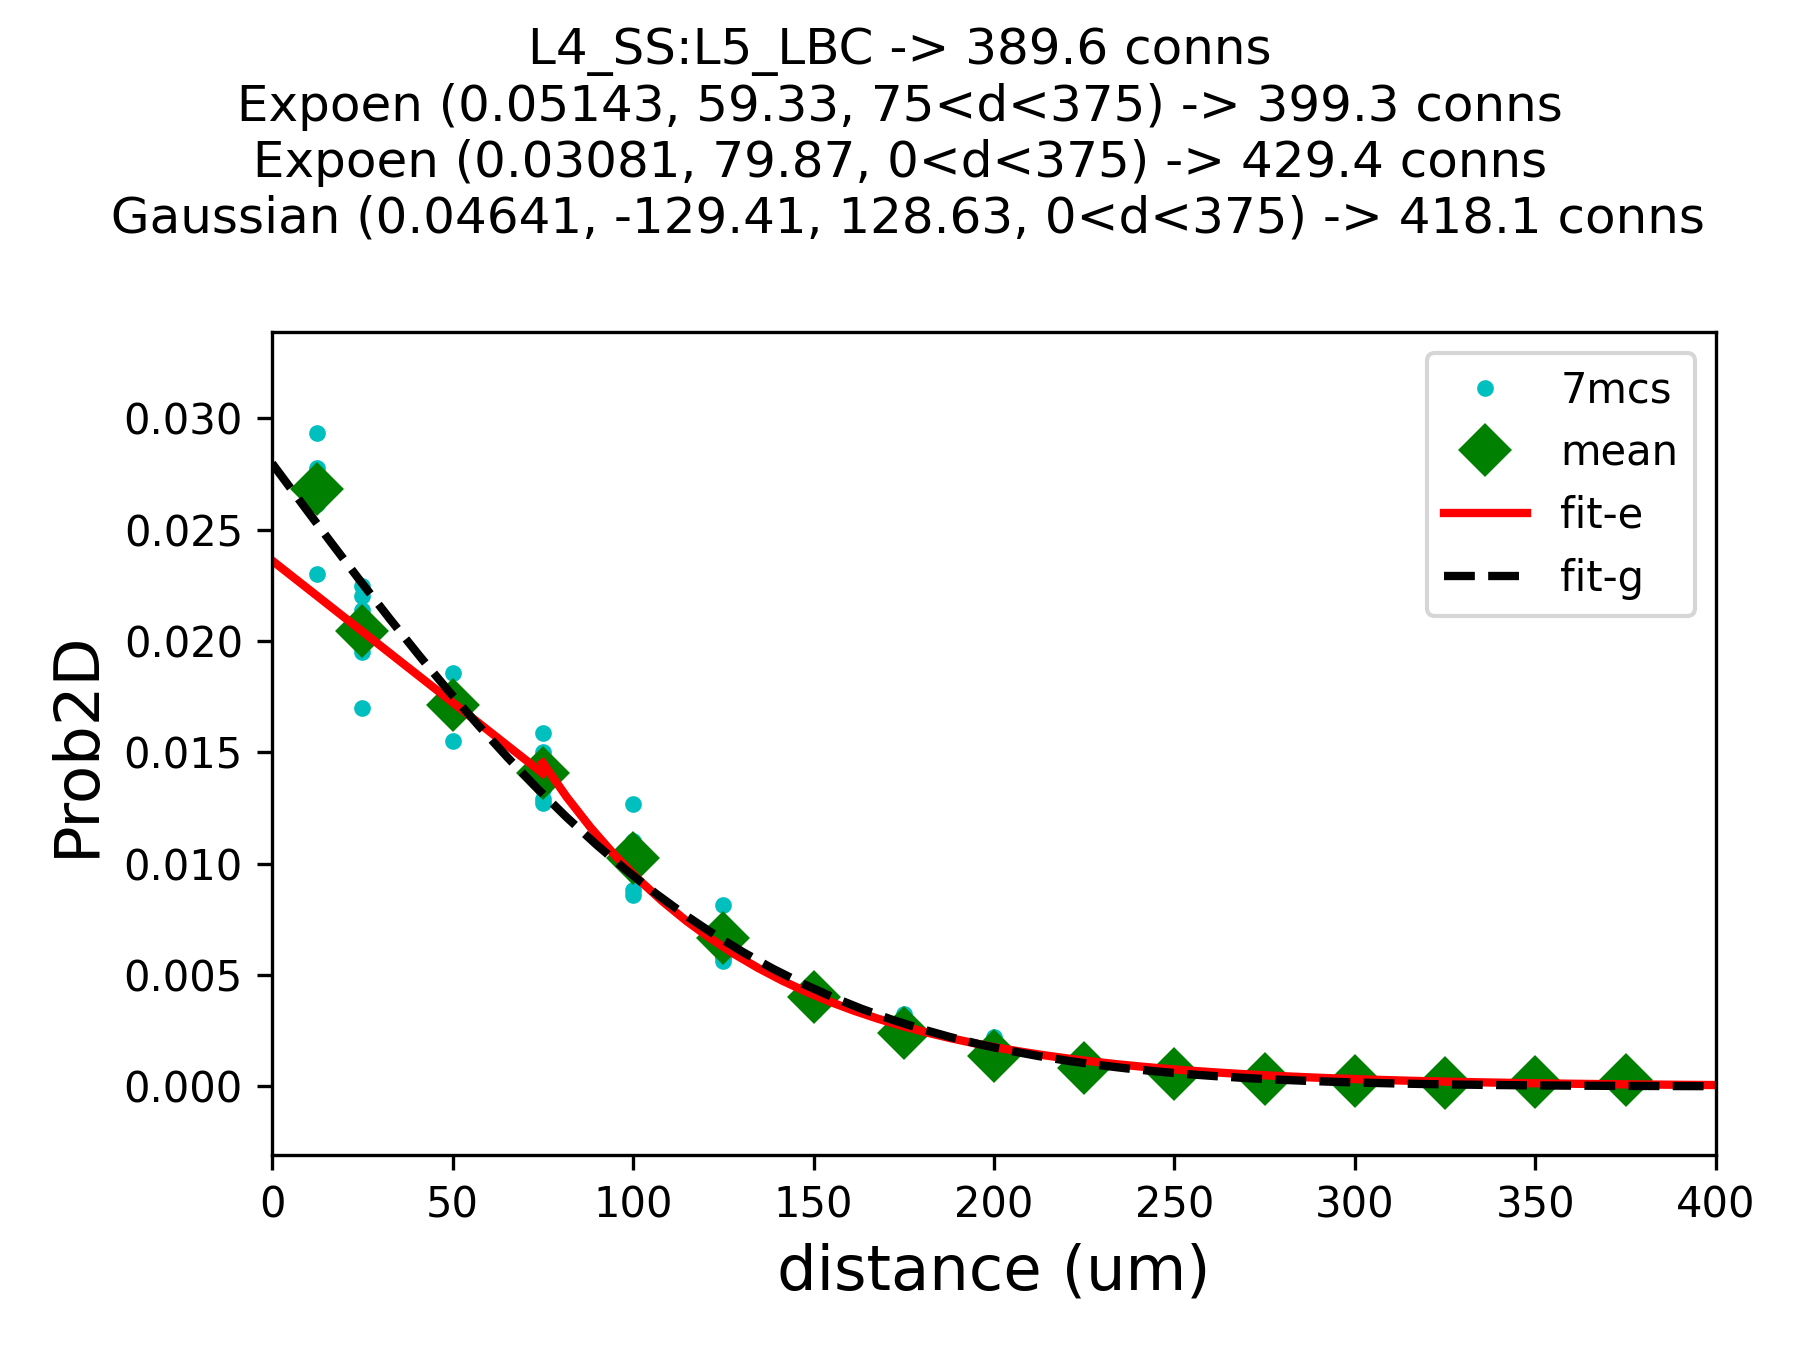 L4_SS:L5_LBC -> 389.6 conns
Expoen (0.05143, 59.33, 75<d<375) -> 399.3 conns
Expoen (0.03081, 79.87, 0<d<375) -> 429.4 conns
Gaussian (0.04641, -129.41, 128.63, 0<d<375) -> 418.1 conns
7mcs
mean
fit-e
fit-g
Prob2D
0.030
0.025
0.020
0.015
0.010
0.005
0.000
0 50 100 150 200 250 300 350 400
distance (um)